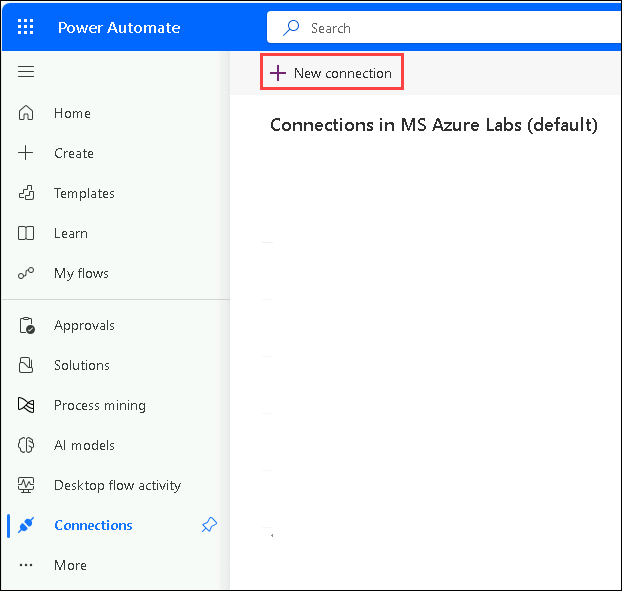 Power Automate
Search
New connection
Connections in MS Azure Labs (default)
Home
Create
Templates
Learn
My flows
Approvals
Solutions
Process mining
AI models
Desktop flow activity
Connections
More